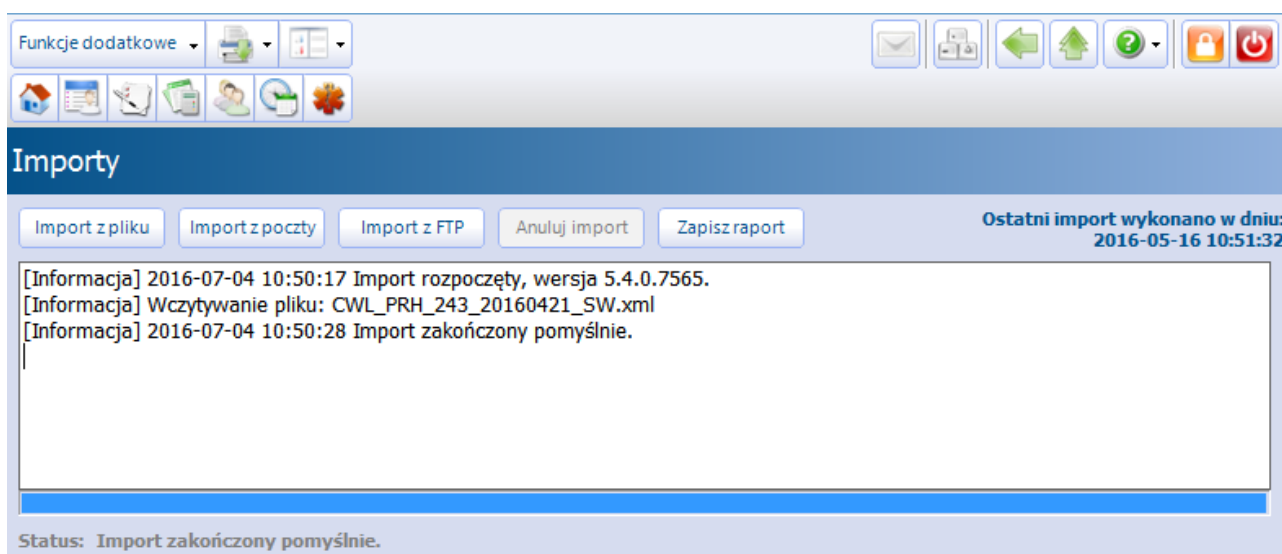 Funkcje dodatkowe
Importy
Import z pliku Import z poczty Import z FTP Anuluj import Zapisz raport
Ostatni import wykonano w dniu:
2016-05-16 10:51:32
[Informacja] 2016-07-04 10:50:17 Import rozpoczęty, wersja 5.4.0.7565.
[Informacja] Wczytywanie pliku: CWL_PRH_243_20160421_SW.xml
[Informacja] 2016-07-04 10:50:28 Import zakończony pomyślnie.
Status: Import zakończony pomyślnie.